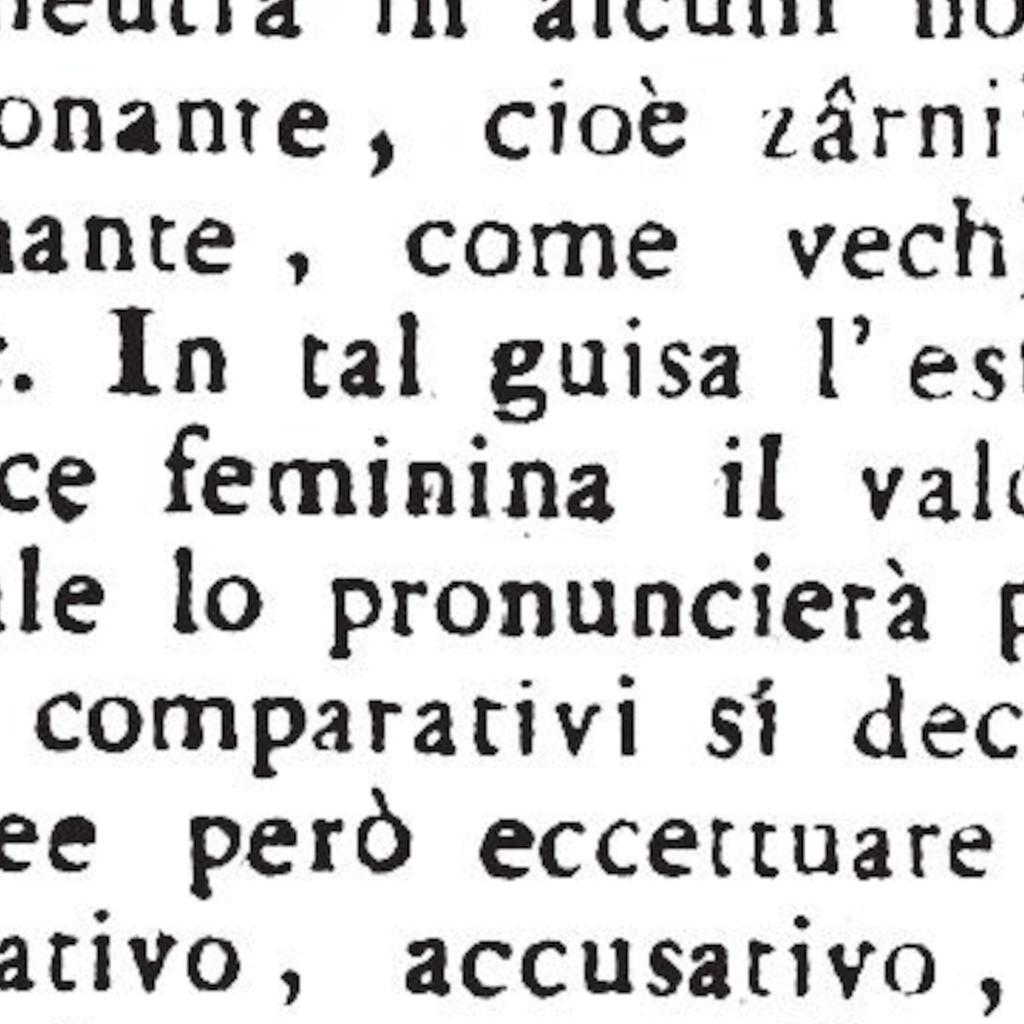 neutra in alcuni no
onante, cioè zârni
nante, come vech
. In tal guisa l' est
ce feminina il valo
ale lo pronuncierà p
comparativi sí dec
ee però eccettuare
ativo, accusativo,